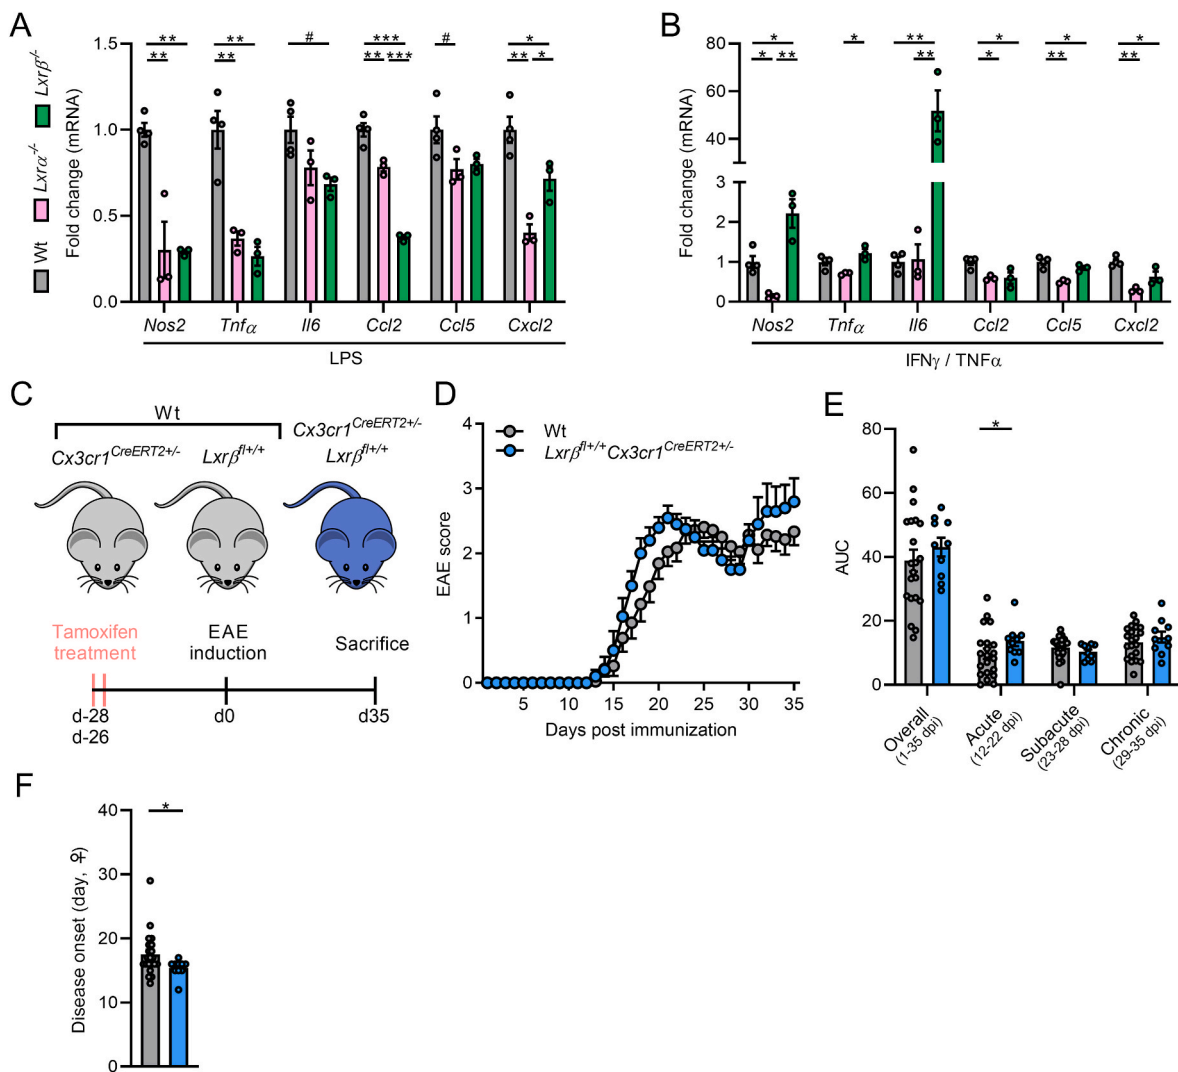 A
Wt
Lxrα-/-
Lxrβ-/-
Fold change (mRNA)
1.5
1.0
0.5
0.0
** ** # *** # *
** ** ** *** ** *
Nos2 Tnfα Il6 Ccl2 Ccl5 Cxcl2
LPS
B
Fold change (mRNA)
80
60
40
20
3
2
1
0
* * ** * * *
* ** ** * ** **
Nos2 Tnfα Il6 Ccl2 Ccl5 Cxcl2
IFNγ / TNFα
C
Wt
Cx3cr1CreERT2+/-
Lxrβfl+/+
Cx3cr1CreERT2+/-
Lxrβfl+/+
Tamoxifen
treatment
EAE
induction
Sacrifice
d-28
d-26
d0
d35
D
Wt
Lxrβfl+/+Cx3cr1CreERT2+/-
EAE score
4
3
2
1
0
5 10 15 20 25 30 35
Days post immunization
E
AUC
*
80
60
40
20
0
Overall
(1-35 dpi)
Acute
(12-22 dpi)
Subacute
(23-28 dpi)
Chronic
(29-35 dpi)
F
Disease onset (day, ♀)
*
40
30
20
10
0